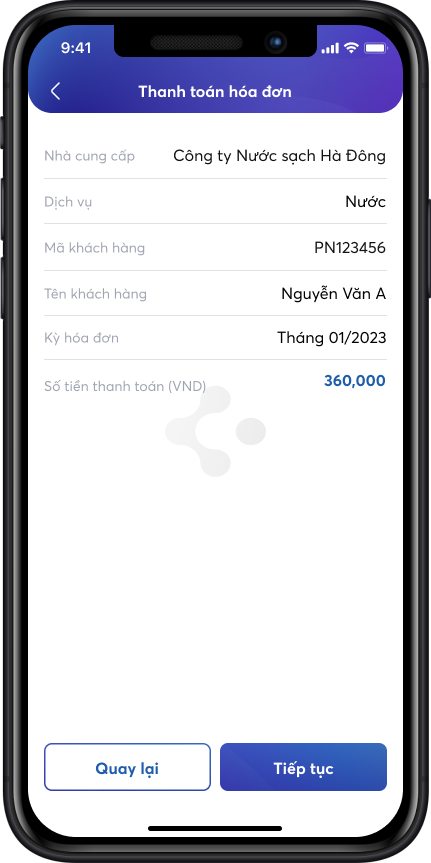 9:41
Thanh toán hóa đơn
Nhà cung cấp Công ty Nước sạch Hà Đông
Dịch vụ Nước
Mã khách hàng PN123456
Tên khách hàng Nguyễn Văn A
Kỳ hóa đơn Tháng 01/2023
Số tiền thanh toán (VND) 360,000
Quay lại Tiếp tục